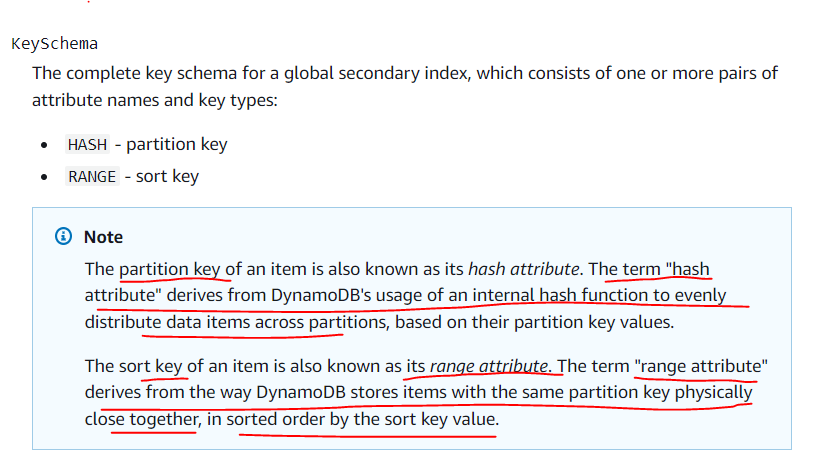 KeySchema
The complete key schema for a global secondary index, which consists of one or more pairs of
attribute names and key types:
• HASH - partition key
• RANGE - sort key
Note
The partition key of an item is also known as its hash attribute. The term "hash
attribute" derives from DynamoDB's usage of an internal hash function to evenly
distribute data items across partitions, based on their partition key values.
The sort key of an item is also known as its range attribute. The term "range attribute"
derives from the way DynamoDB stores items with the same partition key physically
close together, in sorted order by the sort key value.